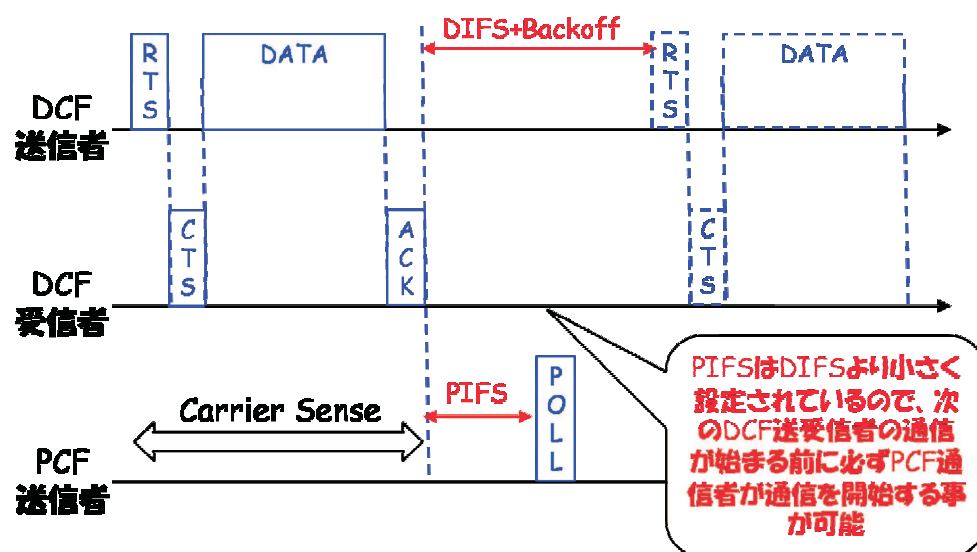 DIFS+Backoff
RTS
DATA
RTS
DATA
DCF
送信者
CTS
ACK
CTS
DCF
受信者
PIFSはDIFSより小さく
設定されているので、次
のDCF送受信者の通信
が始まる前に必ずPCF通
信者が通信を開始する事
が可能
Carrier Sense
PIFS
POLL
PCF
送信者